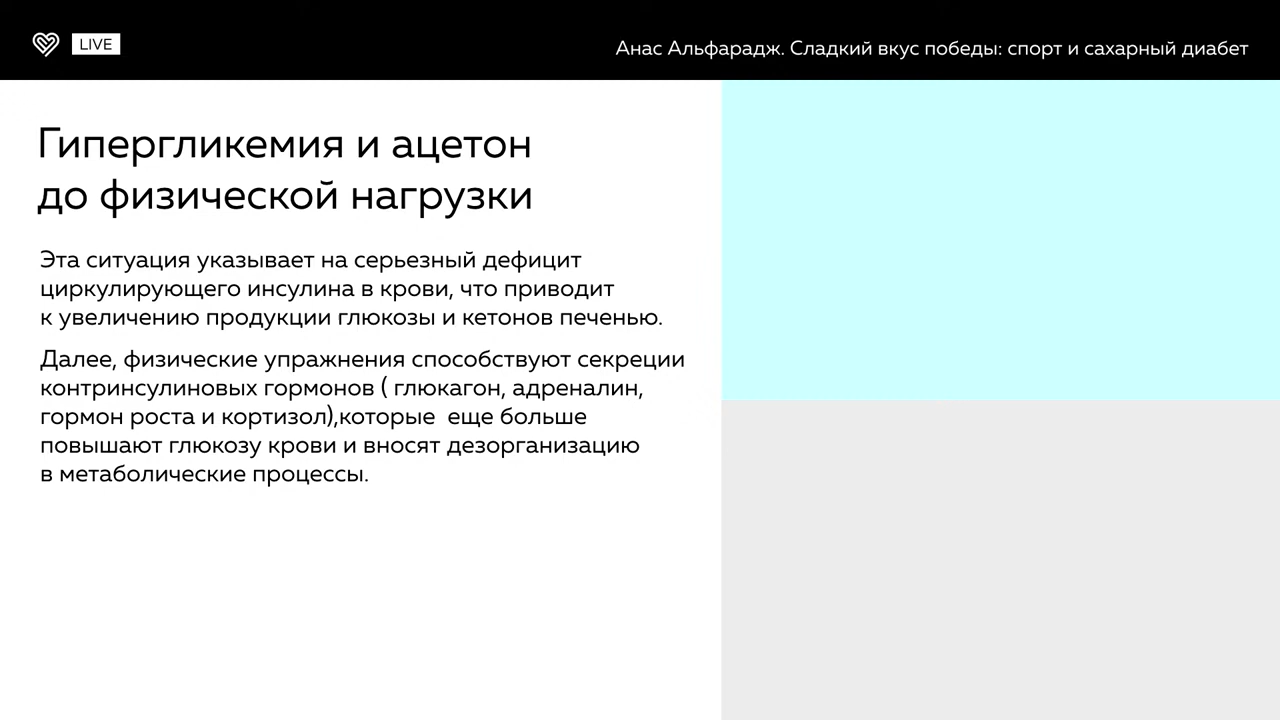 LIVE
Анас Альфарадж. Сладкий вкус победы: спорт и сахарный диабет
Гипергликемия и ацетон
до физической нагрузки
Эта ситуация указывает на серьезный дефицит
циркулирующего инсулина в крови, что приводит
к увеличению продукции глюкозы и кетонов печенью.
Далее, физические упражнения способствуют секреции
контринсулиновых гормонов ( глюкагон, адреналин,
гормон роста и кортизол),которые  еще больше
повышают глюкозу крови и вносят дезорганизацию
в метаболические процессы.